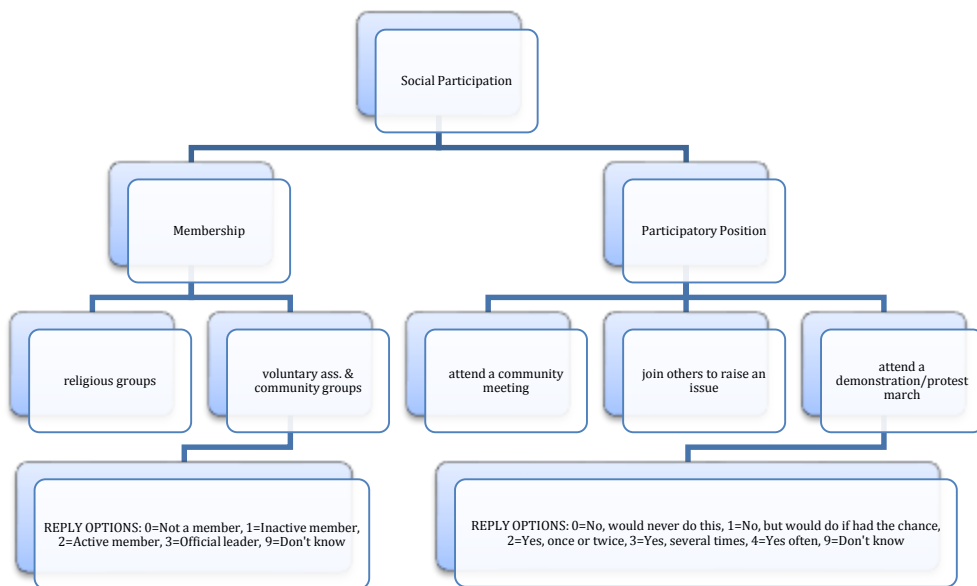 Social Participation
Membership
Participatory Position
religious groups
voluntary ass. &
community groups
attend a community
meeting
join others to raise an
issue
attend a
demonstration/protest
march
REPLY OPTIONS: 0=Not a member, 1=Inactive member,
2=Active member, 3=Official leader, 9=Don't know
REPLY OPTIONS: 0=No, would never do this, 1=No, but would do if had the chance,
2=Yes, once or twice, 3=Yes, several times, 4=Yes often, 9=Don't know